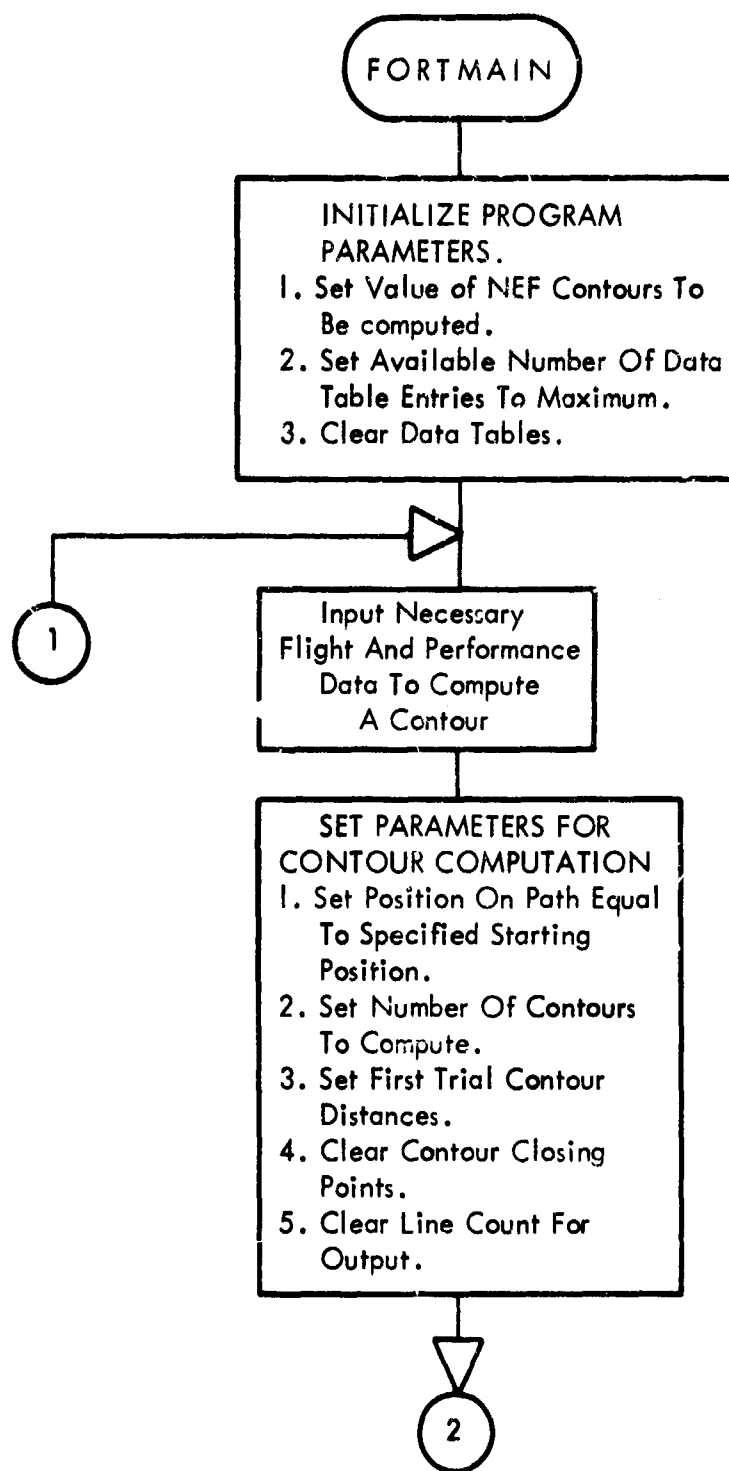 FORTMAIN
INITIALIZE PROGRAM
PARAMETERS.
1. Set Value of NEF Contours To
Be computed.
2. Set Available Number Of Data
Table Entries To Maximum.
3. Clear Data Tables.
1
Input Necessary
Flight And Performance
Data To Compute
A Contour
SET PARAMETERS FOR
CONTOUR COMPUTATION
1. Set Position On Path Equal
To Specified Starting
Position.
2. Set Number Of Contours
To Compute.
3. Set First Trial Contour
Distances.
4. Clear Contour Closing
Points.
5. Clear Line Count For
Output.
2